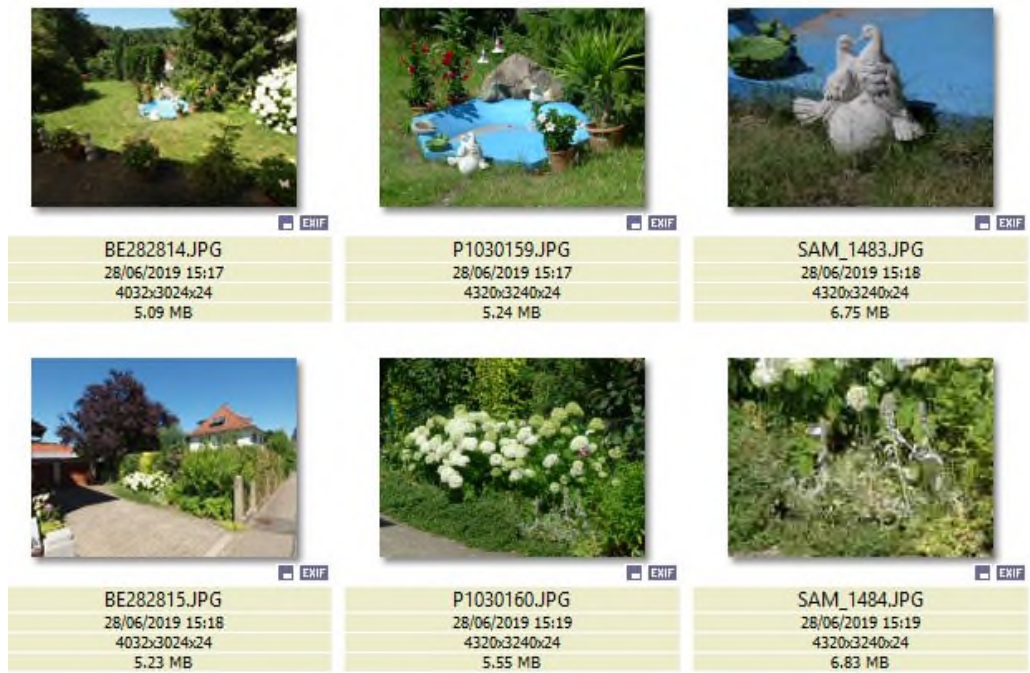 EXIF
EXIF
EXIF
BE282814.JPG
P1030159.JPG
SAM_1483.JPG
28/06/2019 15:17
28/06/2019 15:17
28/06/2019 15:18
4032x3024x24
4320x3240x24
4320x3240x24
5.09 MB
5.24 MB
6.75 MB
EXIF
EXIF
EXIF
BE282815.JPG
P1030160.JPG
SAM_1484.JPG
28/06/2019 15:18
28/06/2019 15:19
28/06/2019 15:19
4032x3024x24
4320x3240x24
4320x3240x24
5.23 MB
5.55 MB
6.83 MB